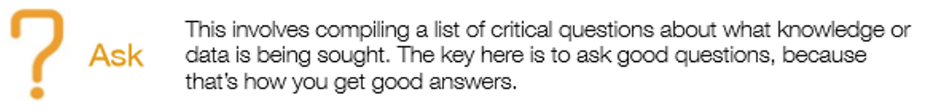 Ask
This involves compiling a list of critical questions about what knowledge or
data is being sought. The key here is to ask good questions, because
that's how you get good answers.